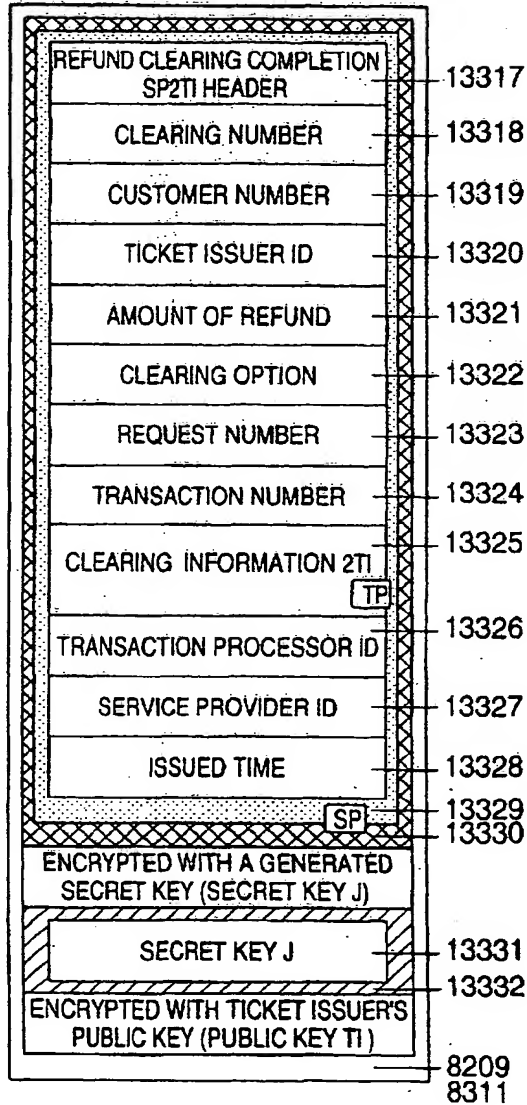 REFUND CLEARING COMPLETION
SP2TI HEADER
13317
CLEARING NUMBER
13318
CUSTOMER NUMBER
13319
TICKET ISSUER ID
13320
AMOUNT OF REFUND
13321
CLEARING OPTION
13322
REQUEST NUMBER
13323
TRANSACTION NUMBER
13324
13325
CLEARING INFORMATION 2TI
TP
13326
TRANSACTION PROCESSOR ID
SERVICE PROVIDER ID
13327
ISSUED TIME
13328
SP
13329
13330
ENCRYPTED WITH A GENERATED
SECRET KEY (SECRET KEY J)
SECRET KEY J
13331
13332
ENCRYPTED WITH TICKET ISSUER'S
PUBLIC KEY (PUBLIC KEY TI)
8209
8311